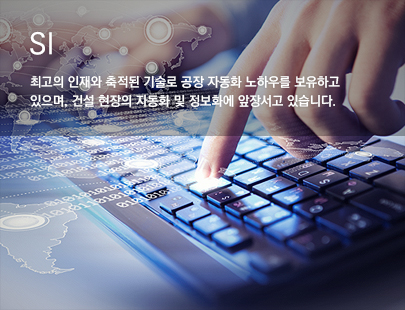 SI
최고의 인재와 축적된 기술로 공장 자동화 노하우를 보유하고
있으며, 건설 현장의 자동화 및 정보화에 앞장서고 있습니다.